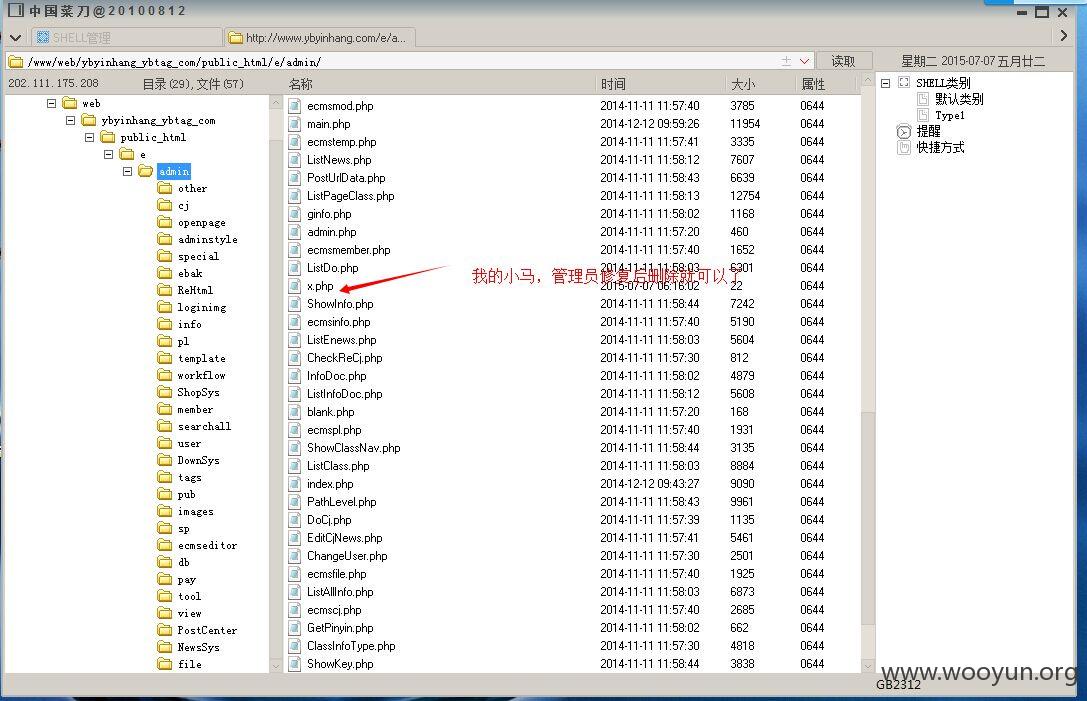 中国菜刀@20100812
SHELL管理
http://www.ybyinhang.com/e/a...
/www/web/ybyinhang_ybtag_com/public_html/e/admin/
读取
星期二 2015-07-07 五月廿二
202.111.175.208 目录(29),文件(57)
名称 时间 大小 属性
web
ybyinhang_ybtag_com
public_html
e
admin
other
cj
openpage
adminstyle
special
ebak
ReHtml
loginimg
info
pl
template
workflow
ShopSys
member
searchall
user
DownSys
tags
pub
images
sp
ecmseditor
db
pay
tool
view
PostCenter
NewsSys
file
ecmsmod.php 2014-11-11 11:57:40 3785 0644
main.php 2014-12-12 09:59:26 11954 0644
ecmstemp.php 2014-11-11 11:57:41 3335 0644
ListNews.php 2014-11-11 11:58:12 7607 0644
PostUrlData.php 2014-11-11 11:58:43 6639 0644
ListPageClass.php 2014-11-11 11:58:13 12754 0644
ginfo.php 2014-11-11 11:58:02 1168 0644
admin.php 2014-11-11 11:57:20 460 0644
ecmsmember.php 2014-11-11 11:57:40 1652 0644
ListDo.php 2014-11-11 11:58:03 6301 0644
我的小马，管理员修复后删除就可以了
x.php 2015-07-07 06:16:02 22 0644
ShowInfo.php 2014-11-11 11:58:44 7242 0644
ecmsinfo.php 2014-11-11 11:57:40 5190 0644
ListEnews.php 2014-11-11 11:58:03 5604 0644
CheckReCj.php 2014-11-11 11:57:30 812 0644
InfoDoc.php 2014-11-11 11:58:02 4879 0644
ListInfoDoc.php 2014-11-11 11:58:12 5608 0644
blank.php 2014-11-11 11:57:20 168 0644
ecmspl.php 2014-11-11 11:57:40 1931 0644
ShowClassNav.php 2014-11-11 11:58:44 3135 0644
ListClass.php 2014-11-11 11:58:03 8884 0644
index.php 2014-12-12 09:43:27 9090 0644
PathLevel.php 2014-11-11 11:58:43 9961 0644
DoCj.php 2014-11-11 11:57:39 1135 0644
EditCjNews.php 2014-11-11 11:57:41 5461 0644
ChangeUser.php 2014-11-11 11:57:30 2501 0644
ecmsfile.php 2014-11-11 11:57:40 1925 0644
ListAllInfo.php 2014-11-11 11:58:03 6873 0644
ecmscj.php 2014-11-11 11:57:40 2685 0644
GetPinyin.php 2014-11-11 11:58:02 662 0644
ClassInfoType.php 2014-11-11 11:57:30 4818 0644
ShowKey.php 2014-11-11 11:58:44 3838 0644
SHELL类别
默认类别
Type1
提醒
快捷方式
www.wooyun.org
GB2312